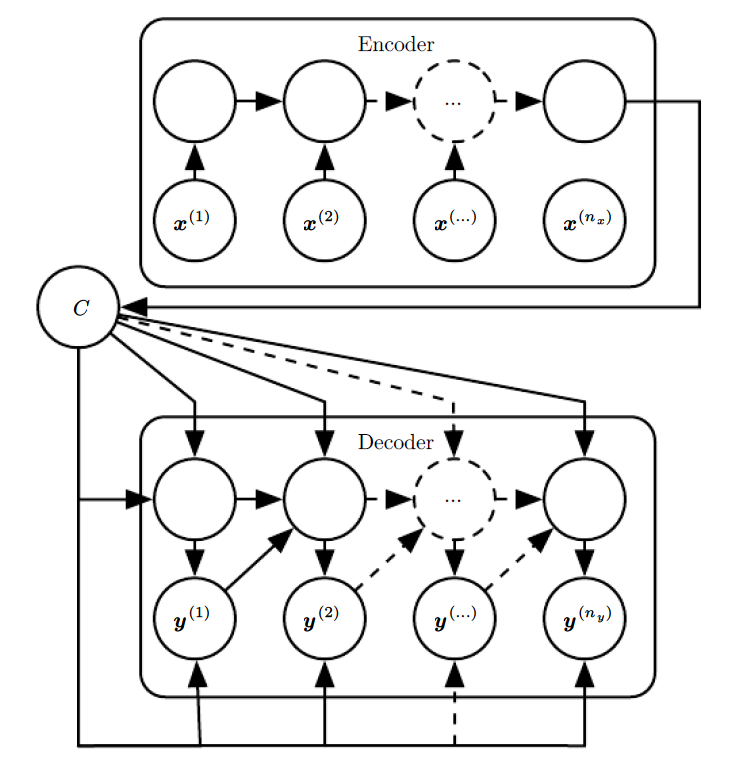 Encoder
...
x^(1) x^(2) x^(...) x^(n_x)
C
Decoder
...
y^(1) y^(2) y^(...) y^(n_y)